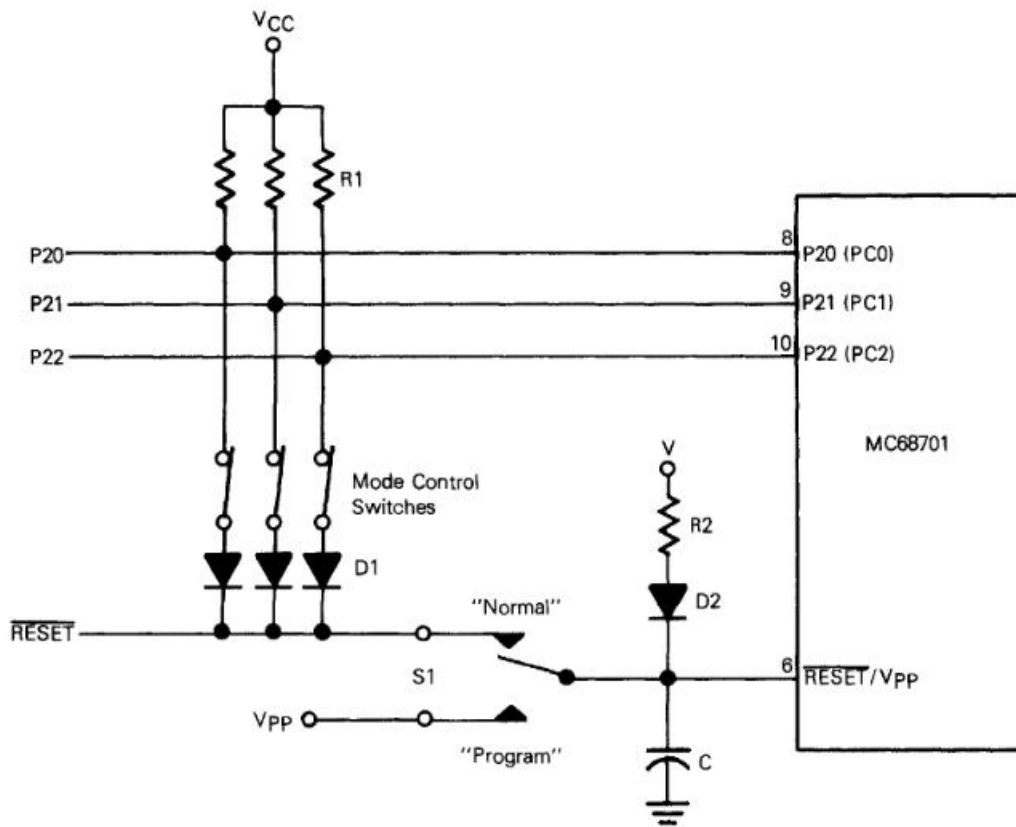 VCC
R1
P20
8
P20 (PC0)
P21
9
P21 (PC1)
P22
10
P22 (PC2)
MC68701
Mode Control
Switches
V
R2
D1
D2
"Normal"
RESET
S1
6
RESET/VPP
VPP
"Program"
C